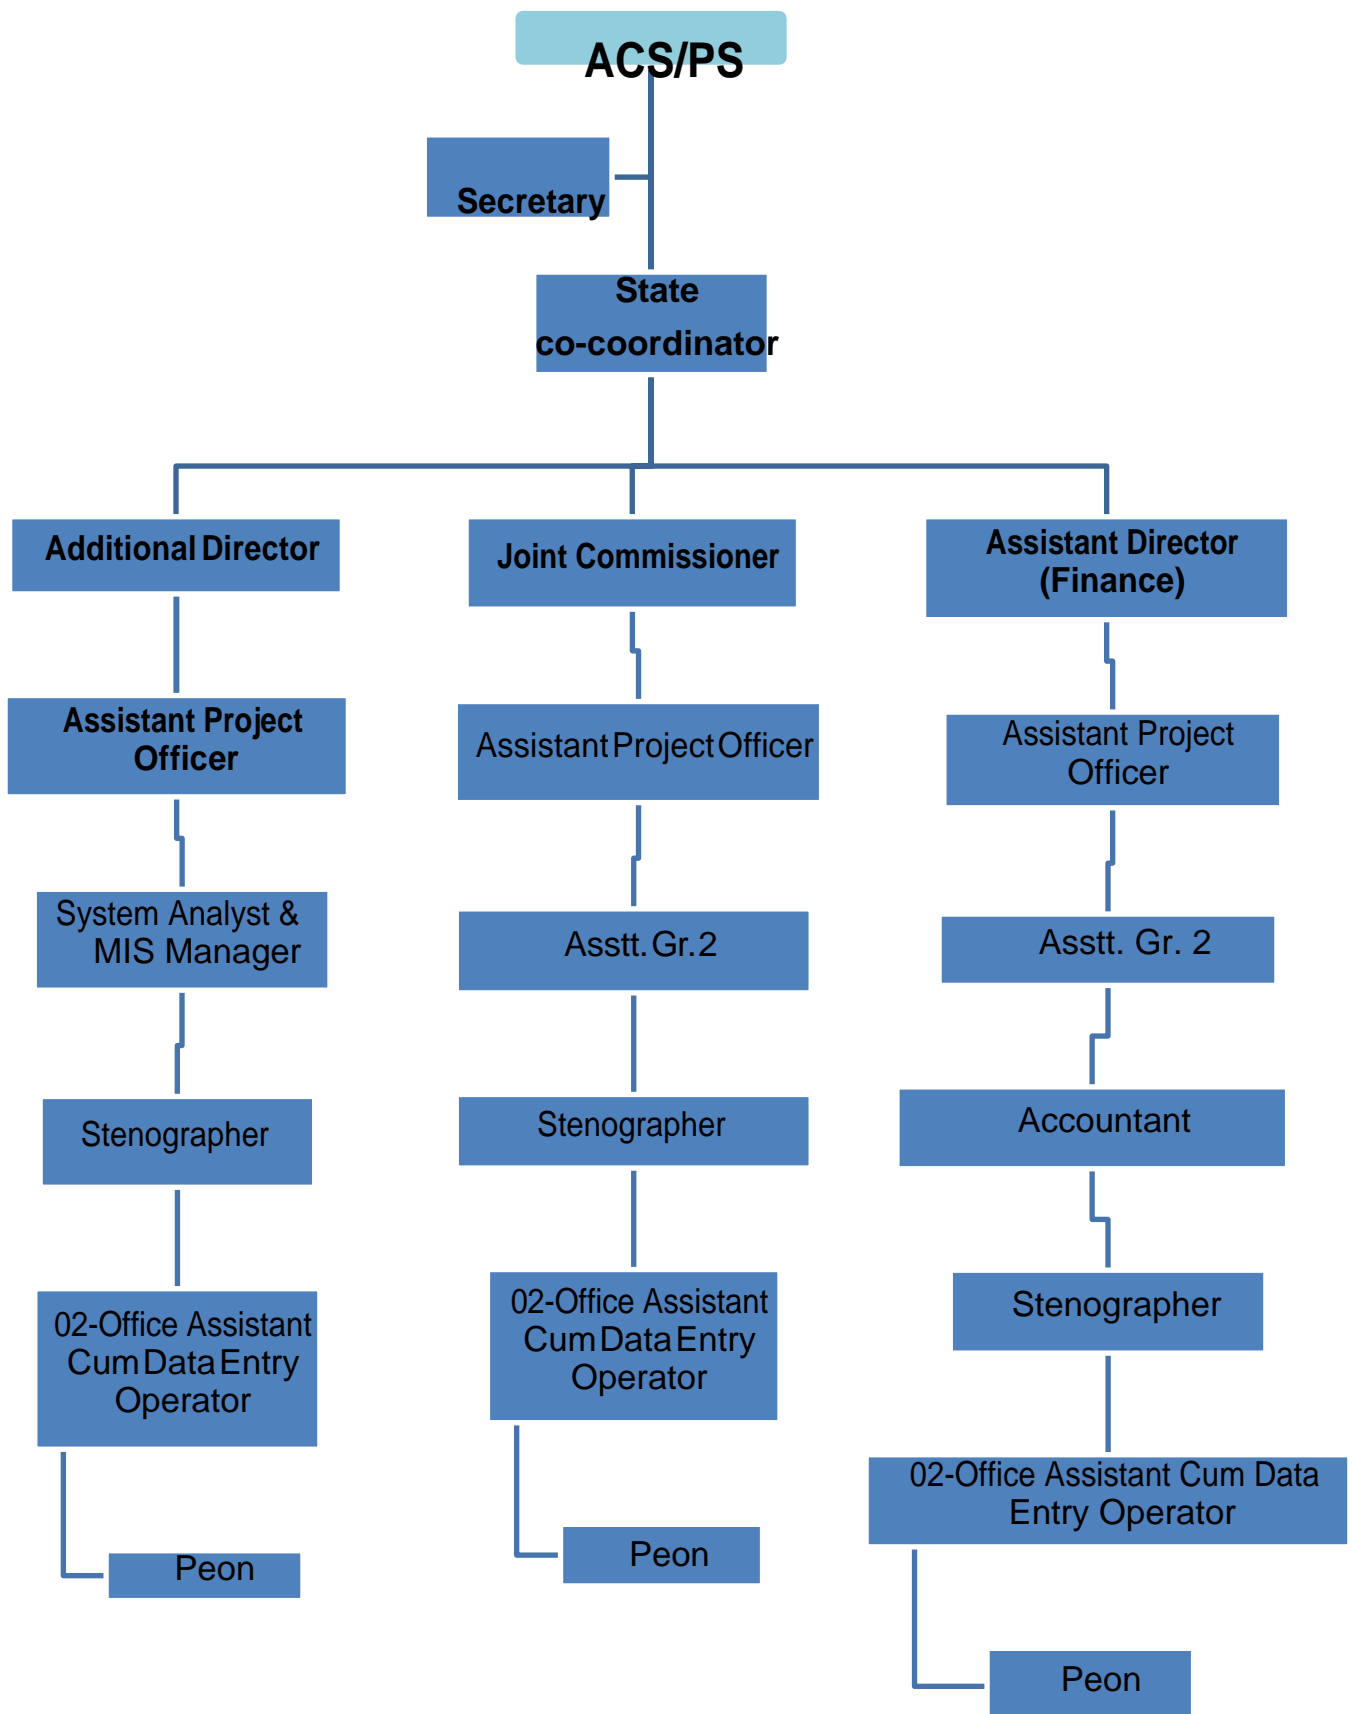 ACS/PS
Secretary
State
co-coordinator
Additional Director
Joint Commissioner
Assistant Director
(Finance)
Assistant Project
Officer
Assistant Project Officer
Assistant Project
Officer
System Analyst &
MIS Manager
Asstt. Gr. 2
Asstt. Gr. 2
Stenographer
Stenographer
Accountant
02-Office Assistant
Cum Data Entry
Operator
02-Office Assistant
Cum Data Entry
Operator
Stenographer
02-Office Assistant Cum Data
Entry Operator
Peon
Peon
Peon